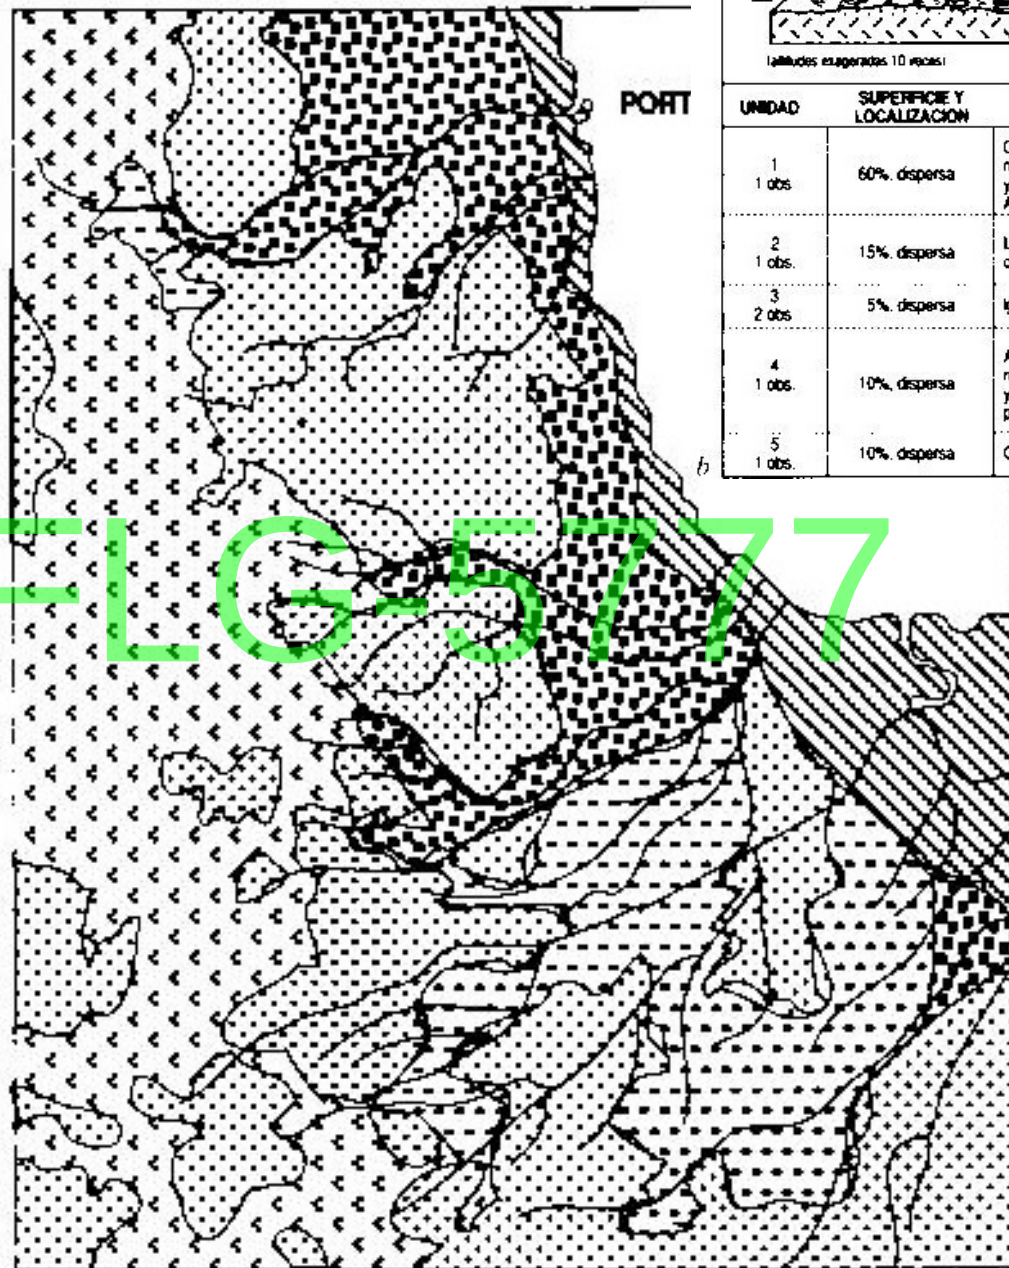 (altitudes exageradas 10 veces)
PORT
UNIDAD SUPERFICIE Y LOCALIZACION
1
1 obs. 60%. dispersa
2
1 obs. 15%. dispersa
3
2 obs 5%. dispersa
4
1 obs. 10%. dispersa
5
1 obs. 10%. dispersa
a
b
FLG-5777